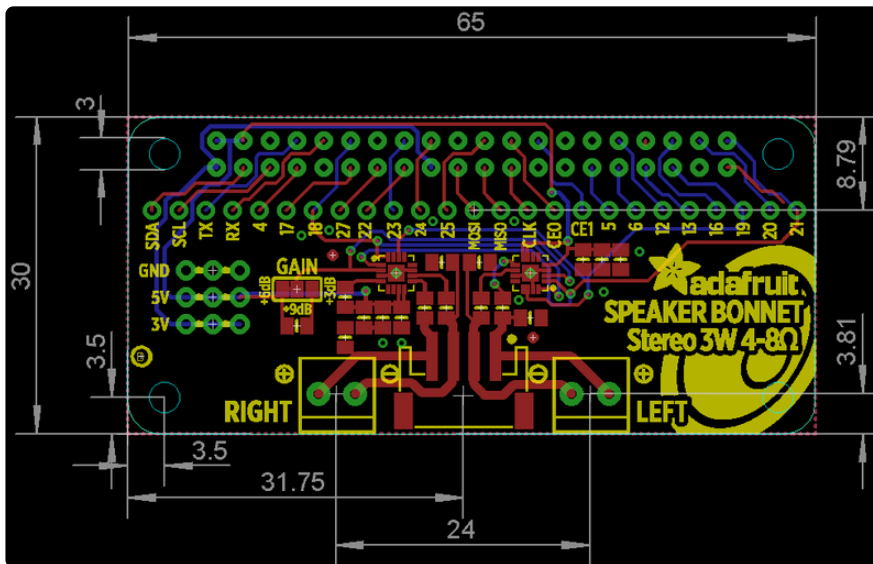 65
3
30
8.79
SDA SCL TX RX 4 17 18 27 22 23 24 25 MOSI MISO CLK CE0 CE1 5 6 12 13 16 19 20 21
GND
5V
3V
GAIN
+6dB
+3dB
+9dB
adafruit
SPEAKER BONNET
Stereo 3W 4-8Ω
3.5
3.81
RIGHT
LEFT
3.5
31.75
24